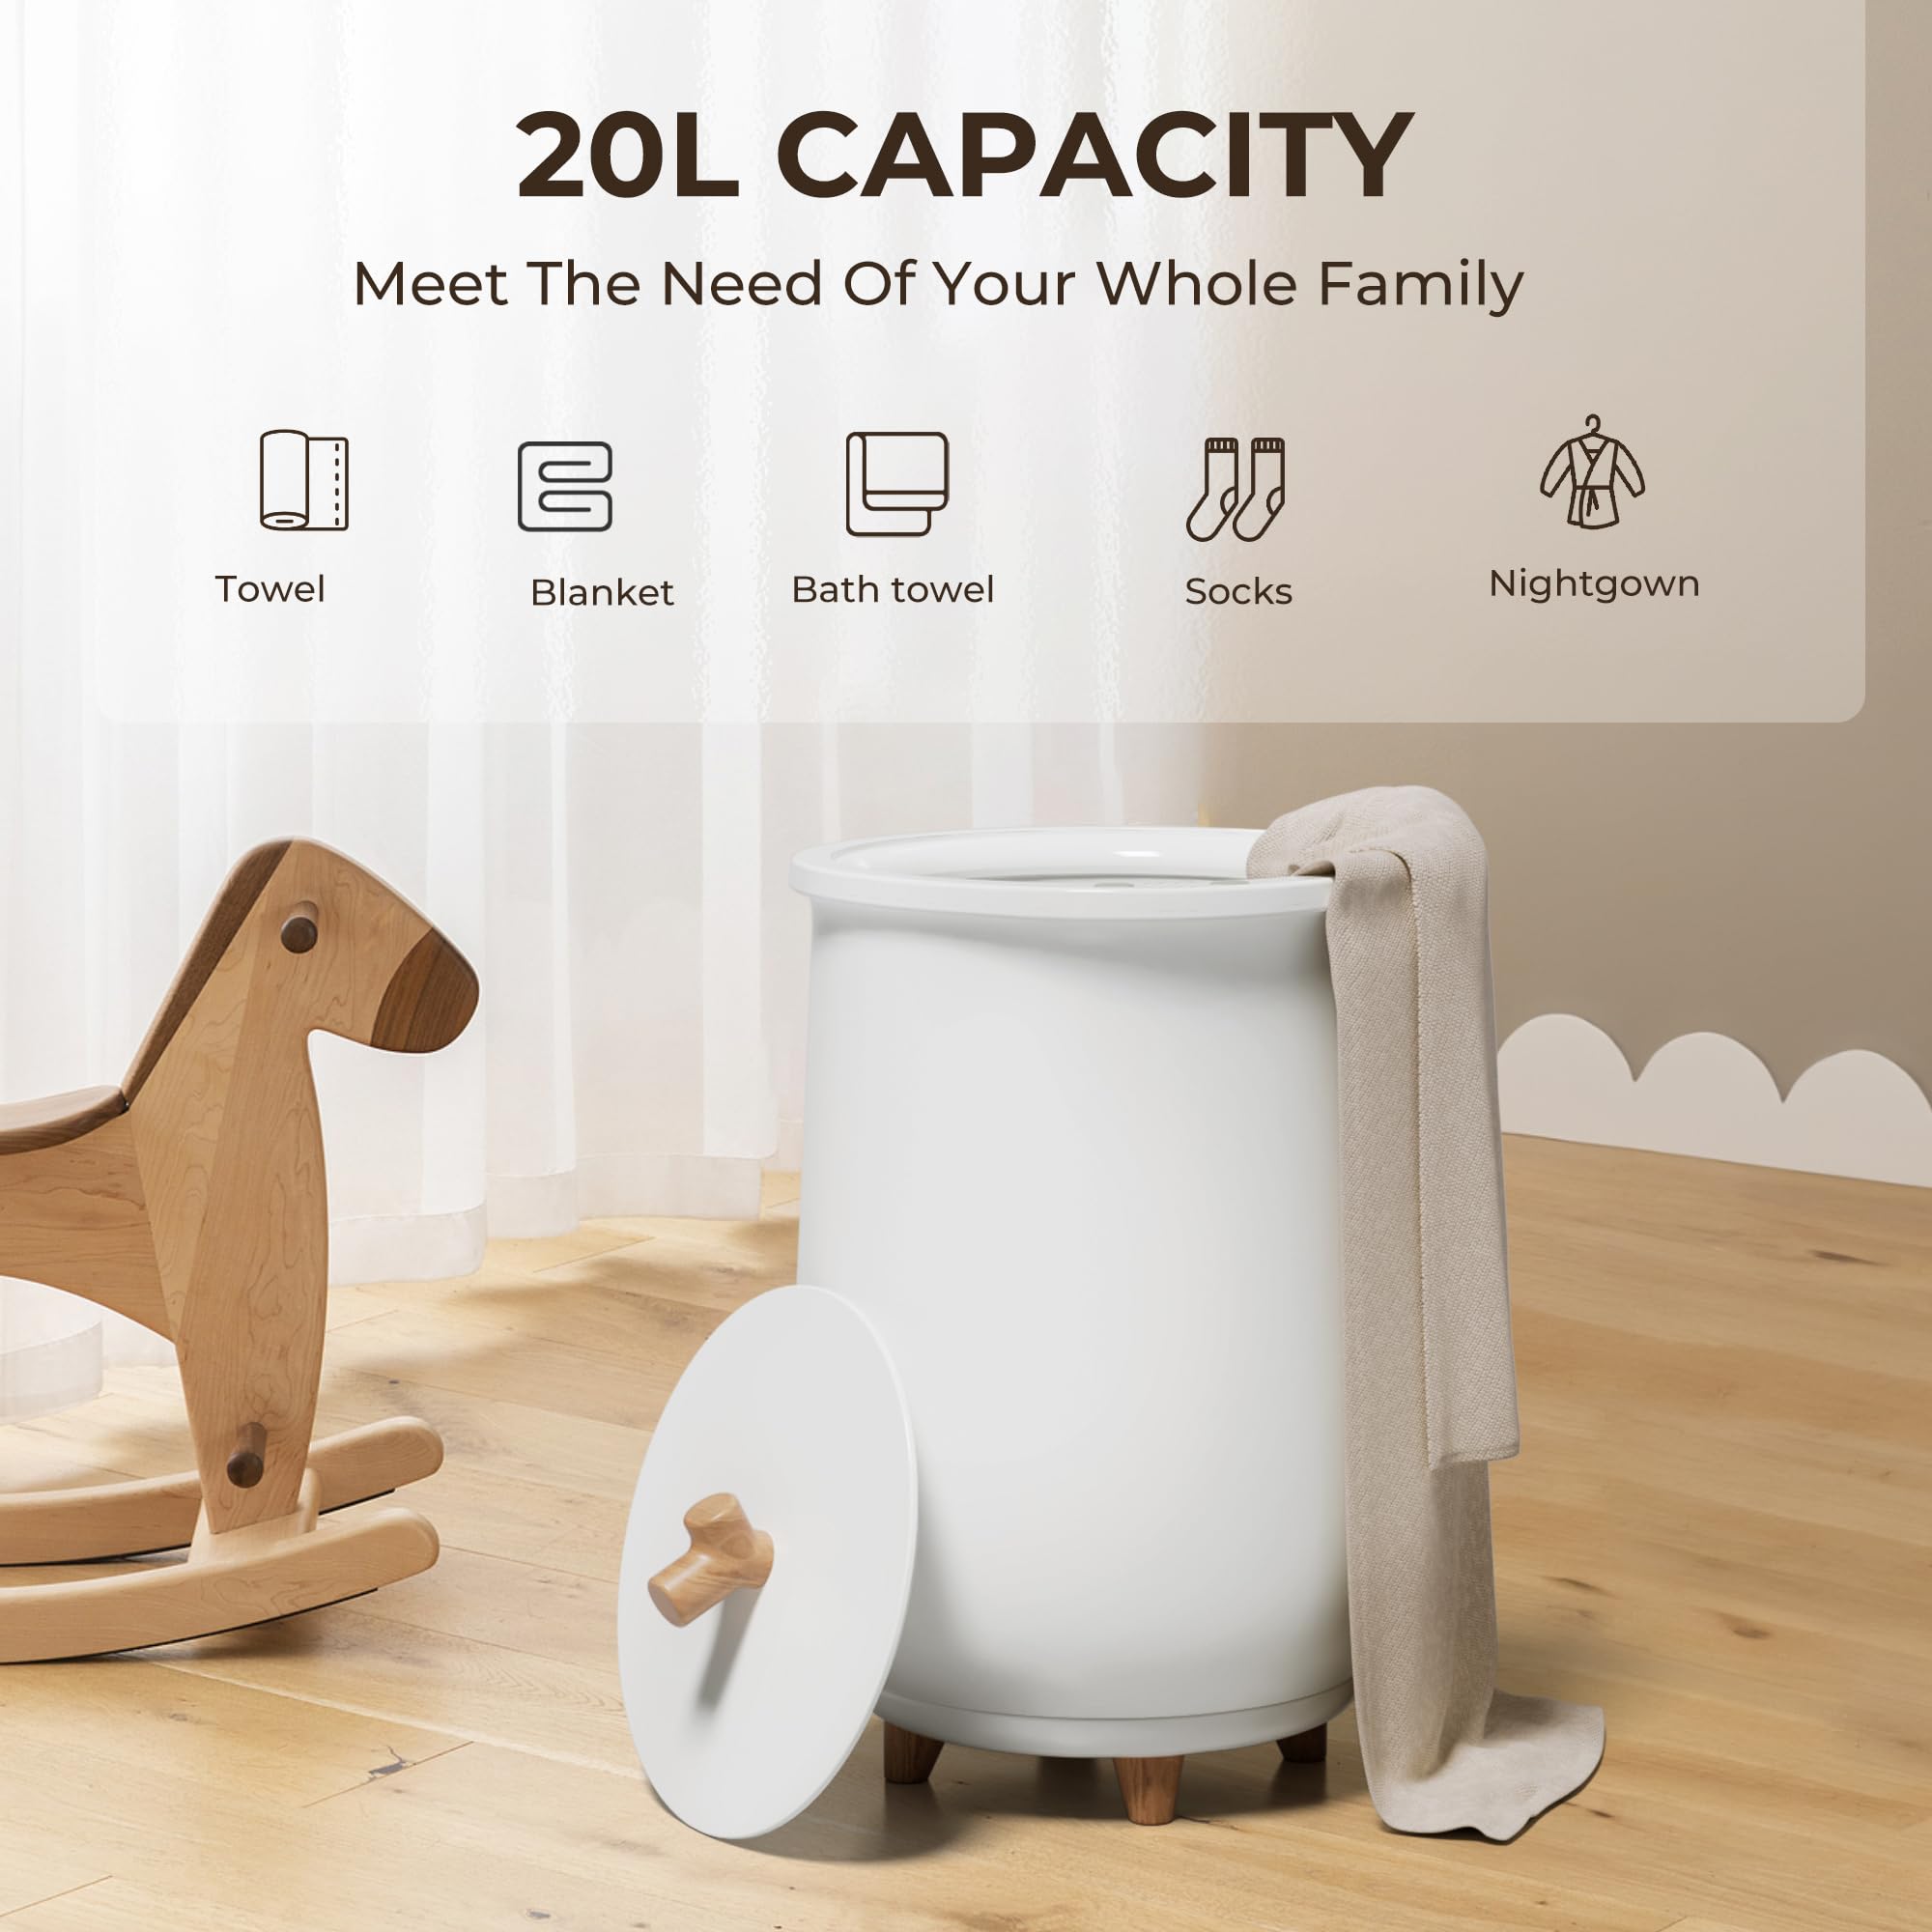 20L CAPACITY
Meet The Need Of Your Whole Family
Towel
Blanket
Bath towel
Socks
Nightgown